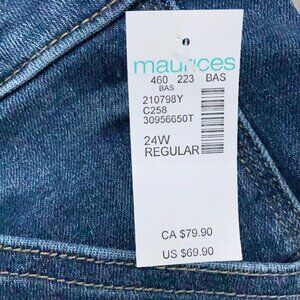 maurices
460 223 BAS
BAS
210798Y
C258
30956650T
24W
REGULAR
CA $79.90
US $69.90